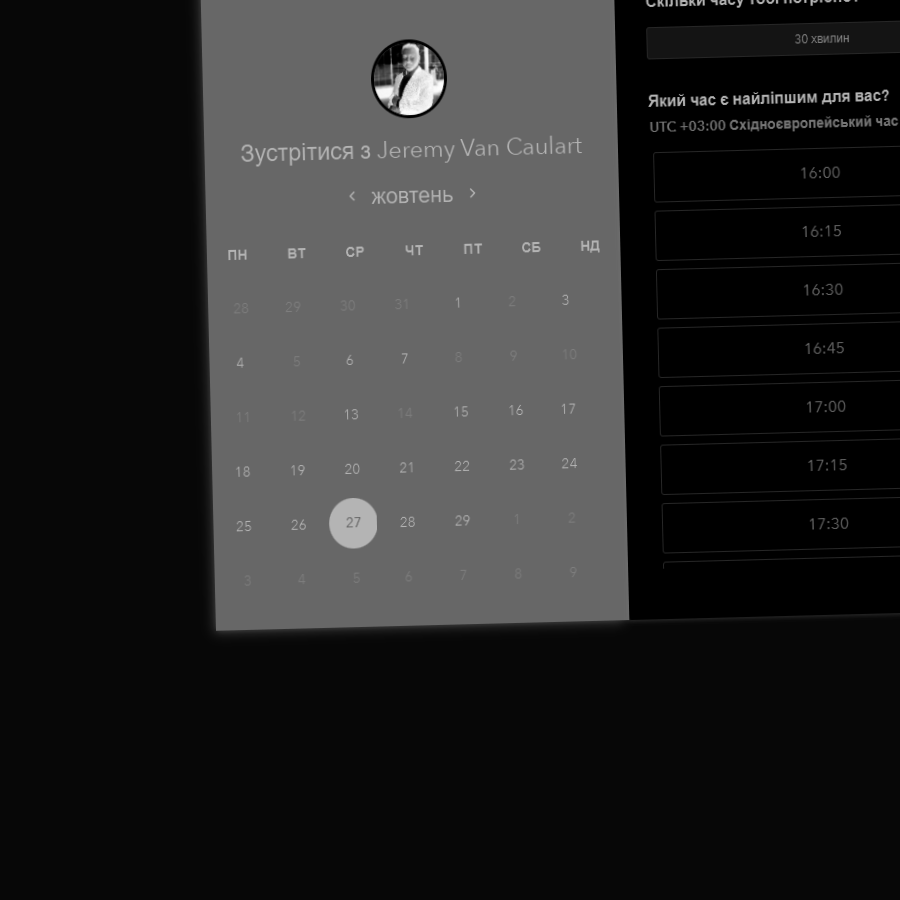 Зустрітися з Jeremy Van Caulart
жовтень
ПН ВТ СР ЧТ ПТ СБ НД
28 29 30 31 1 2 3
4 5 6 7 8 9 10
11 12 13 14 15 16 17
18 19 20 21 22 23 24
25 26 27 28 29 1 2
3 4 5 6 7 8 9
Скільки часу тобі потрібно?
30 хвилин
Який час є найліпшим для вас?
UTC +03:00 Східноєвропейський час
16:00
16:15
16:30
16:45
17:00
17:15
17:30